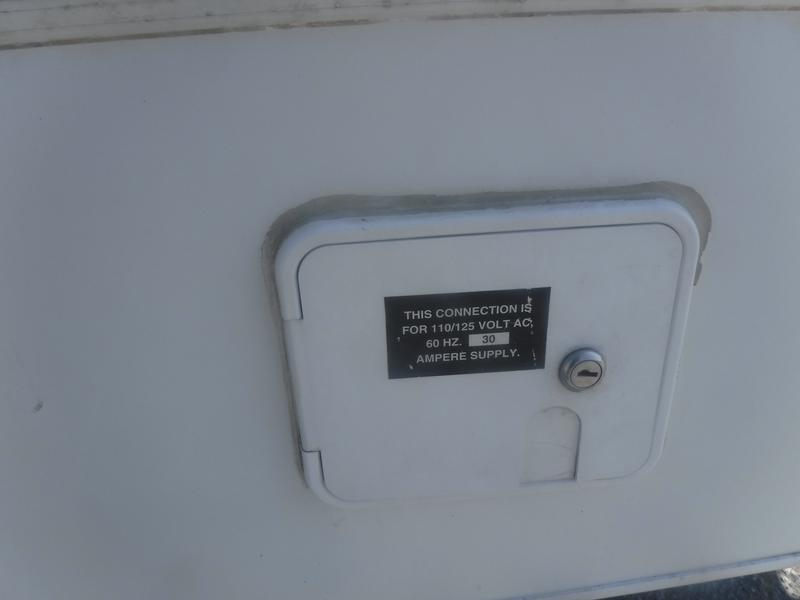 THIS CONNECTION IS
FOR 110/125 VOLT AC,
60 HZ. 30
AMPERE SUPPLY.